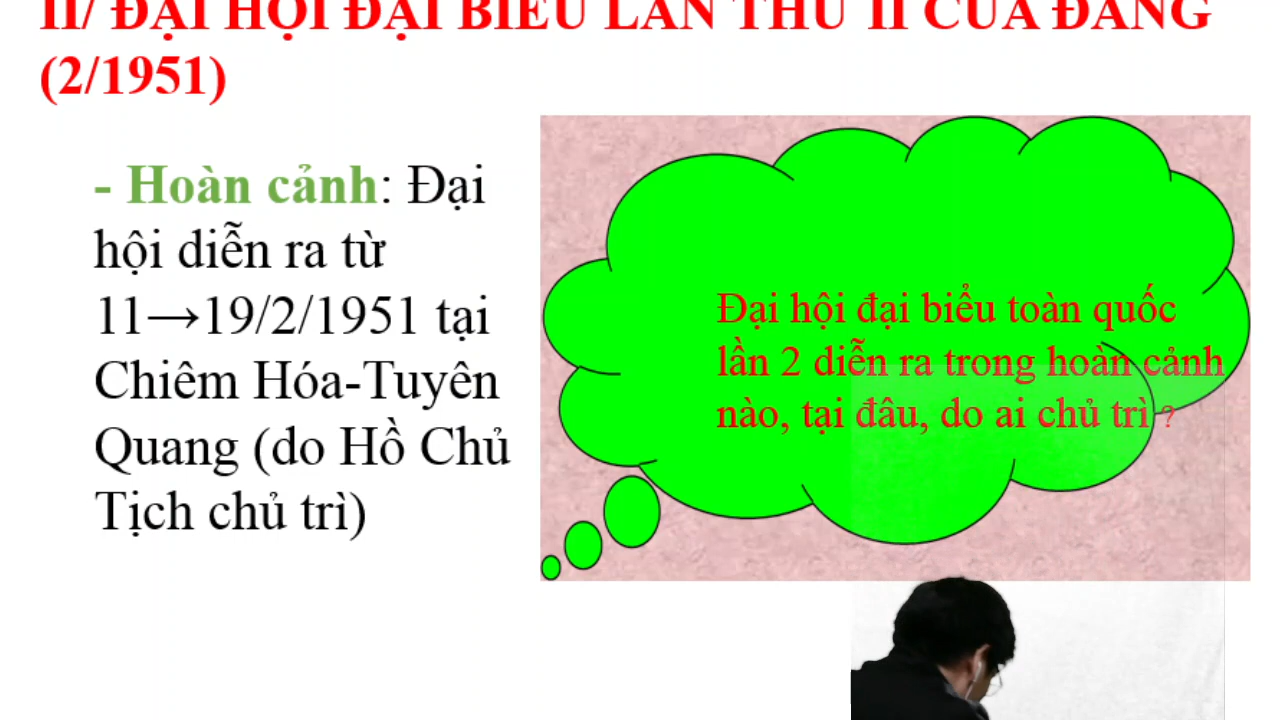 II/ ĐẠI HỘI ĐẠI BIỂU LẦN THỨ II CỦA ĐẢNG
(2/1951)
- Hoàn cảnh: Đại
hội diễn ra từ
11→19/2/1951 tại
Chiêm Hóa-Tuyên
Quang (do Hồ Chủ
Tịch chủ trì)
Đại hội đại biểu toàn quốc
lần 2 diễn ra trong hoàn cảnh
nào, tại đâu, do ai chủ trì ?